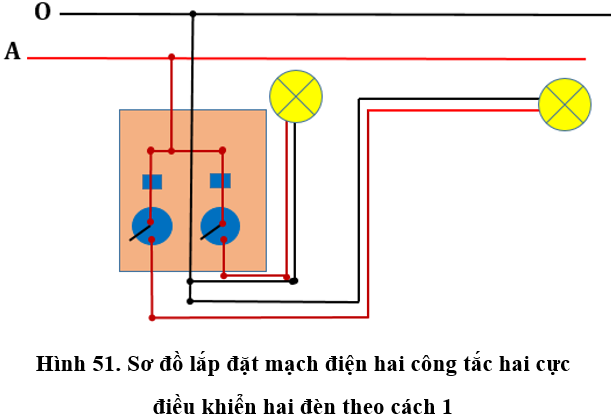 O
A
Hình 51. Sơ đồ lắp đặt mạch điện hai công tắc hai cực
điều khiển hai đèn theo cách 1